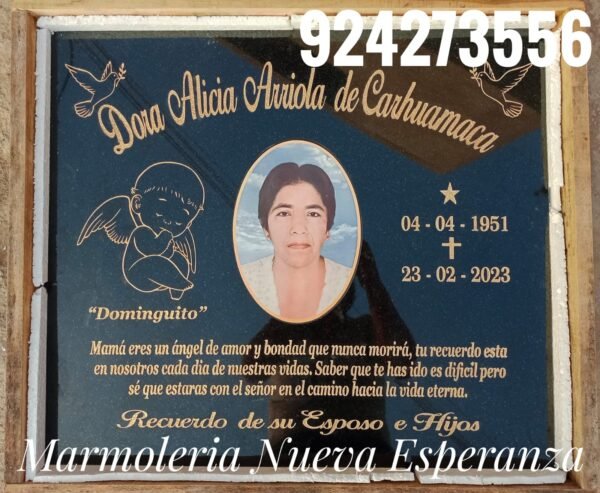 924273556
Dora Alicia Arriola de Carhuamaca
04 - 04 - 1951
23 - 02 - 2023
"Dominguito"
Mamá eres un ángel de amor y bondad que nunca morirá, tu recuerdo esta
en nosotros cada dia de nuestras vidas. Saber que te has ido es dificil pero
sé que estaras con el señor en el camino hacia la vida eterna.
Recuerdo de su Esposo e Hijos
Marmoleria Nueva Esperanza